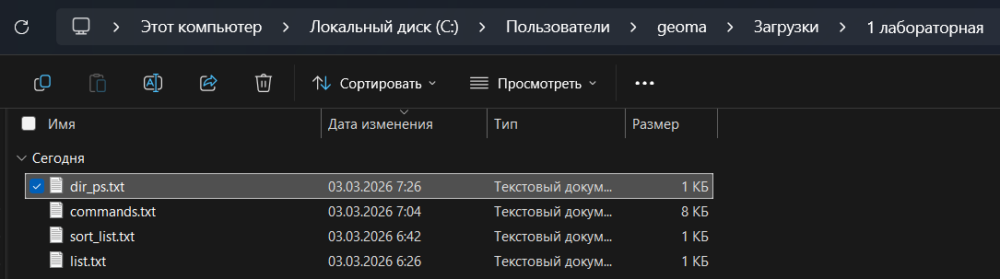 Этот компьютер > Локальный диск (C:) > Пользователи > geoma > Загрузки > 1 лабораторная
Сортировать Просмотреть •••
Имя Дата изменения Тип Размер
Сегодня
dir_ps.txt 03.03.2026 7:26 Текстовый докум... 1 КБ
commands.txt 03.03.2026 7:04 Текстовый докум... 8 КБ
sort_list.txt 03.03.2026 6:42 Текстовый докум... 1 КБ
list.txt 03.03.2026 6:26 Текстовый докум... 1 КБ